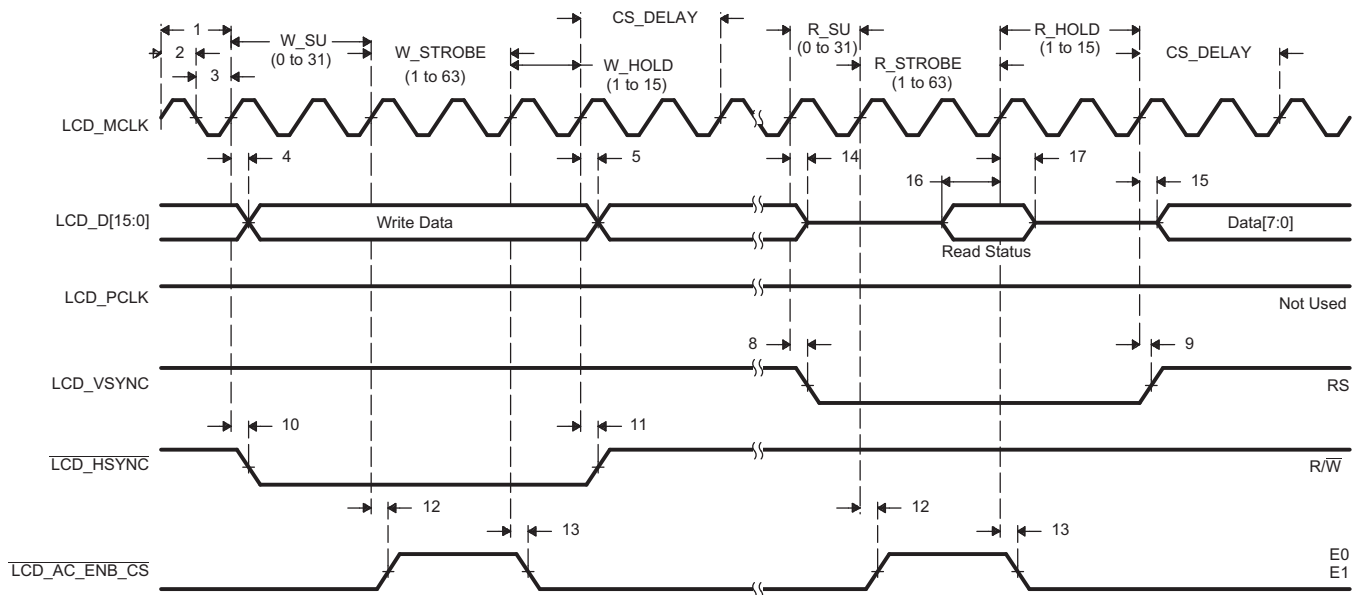 1
CS_DELAY
2
W_SU
(0 to 31)
W_STROBE
(1 to 63)
W_HOLD
(1 to 15)
R_SU
(0 to 31)
R_STROBE
(1 to 63)
R_HOLD
(1 to 15)
CS_DELAY
3
LCD_MCLK
4
5
14
16
17
15
LCD_D[15:0]
Write Data
Read Status
Data[7:0]
LCD_PCLK
Not Used
8
9
LCD_VSYNC
RS
10
11
LCD_HSYNC
R/W
12
13
12
13
LCD_AC_ENB_CS
E0
E1